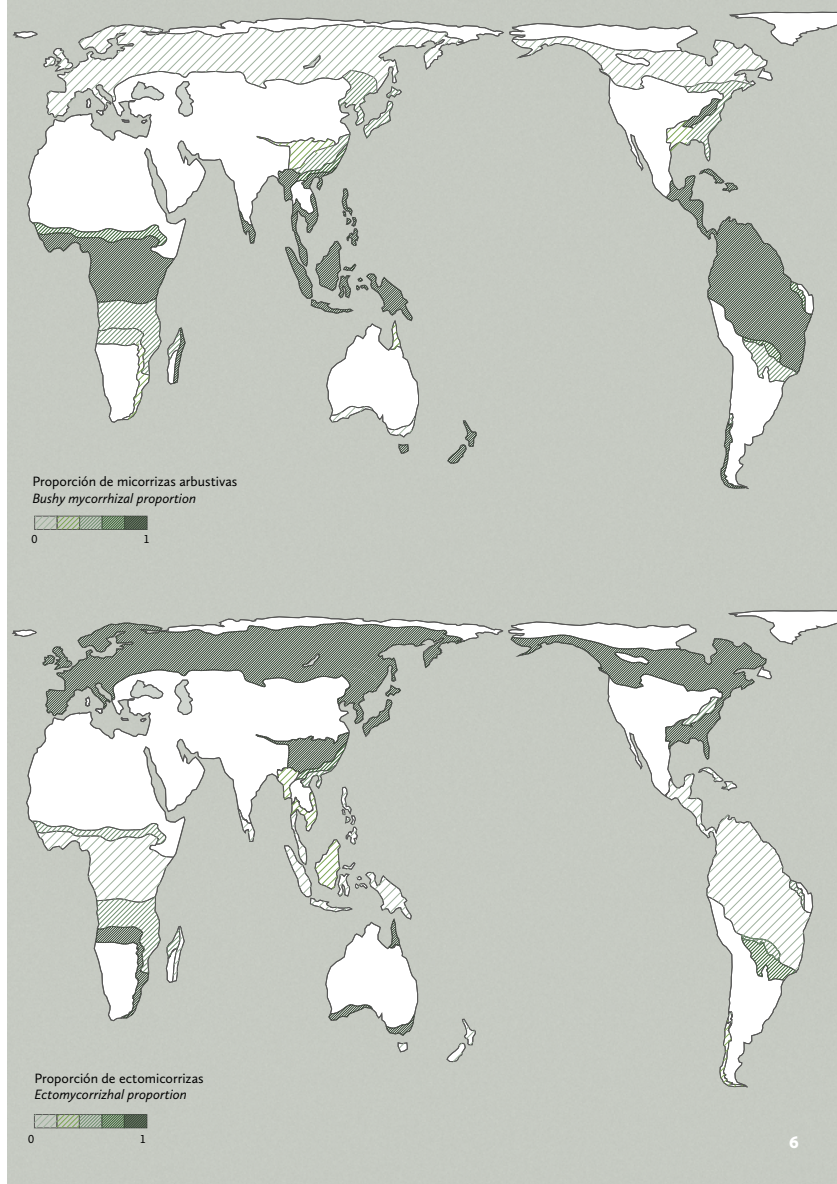 Proporción de micorrizas arbustivas
Bushy mycorrhizal proportion
0 1
Proporción de ectomicorrizas
Ectomycorrizhal proportion
0 1
6